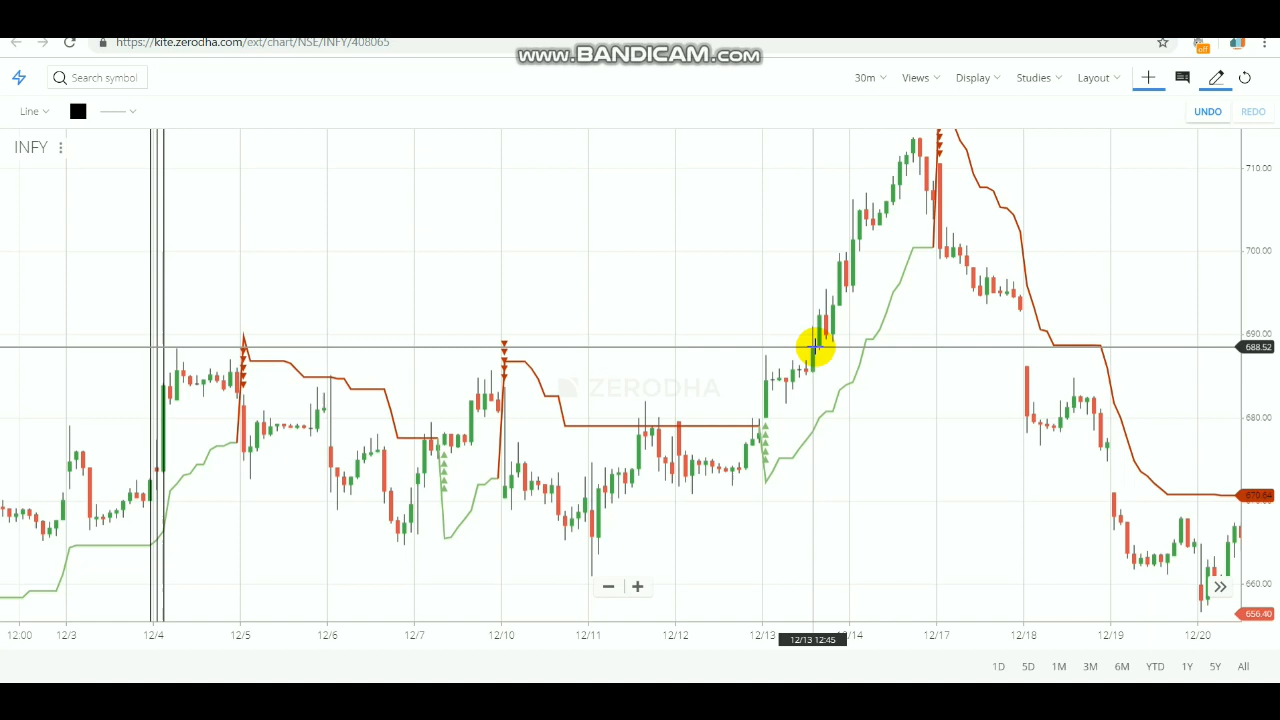 https://kite.zerodha.com/ext/chart/NSE/INFY/408065
www.BANDICAM.com
off
Search symbol
30m Views Display Studies Layout
Line
UNDO REDO
INFY
710.00
700.00
690.00
688.52
ZERODHA
680.00
670.64
660.00
656.40
12:00 12/3 12/4 12/5 12/6 12/7 12/10 12/11 12/12 12/13 12/14 12/17 12/18 12/19 12/20
12/13 12:45
1D 5D 1M 3M 6M YTD 1Y 5Y All